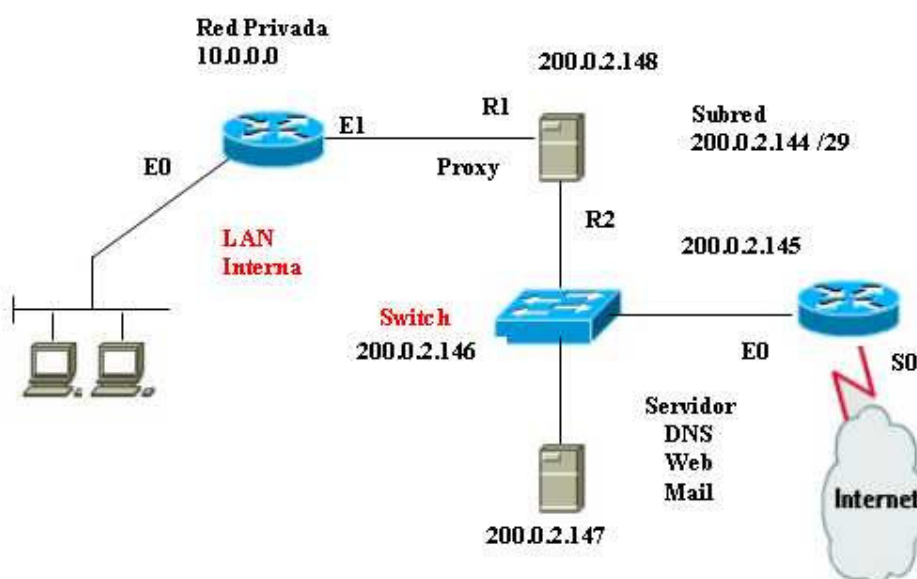 Red Privada
10.0.0.0
200.0.2.148
E1
R1
Subred
200.0.2.144 /29
E0
Proxy
LAN
Interna
R2
200.0.2.145
Switch
200.0.2.146
E0
S0
Servidor
DNS
Web
Mail
Internet
200.0.2.147